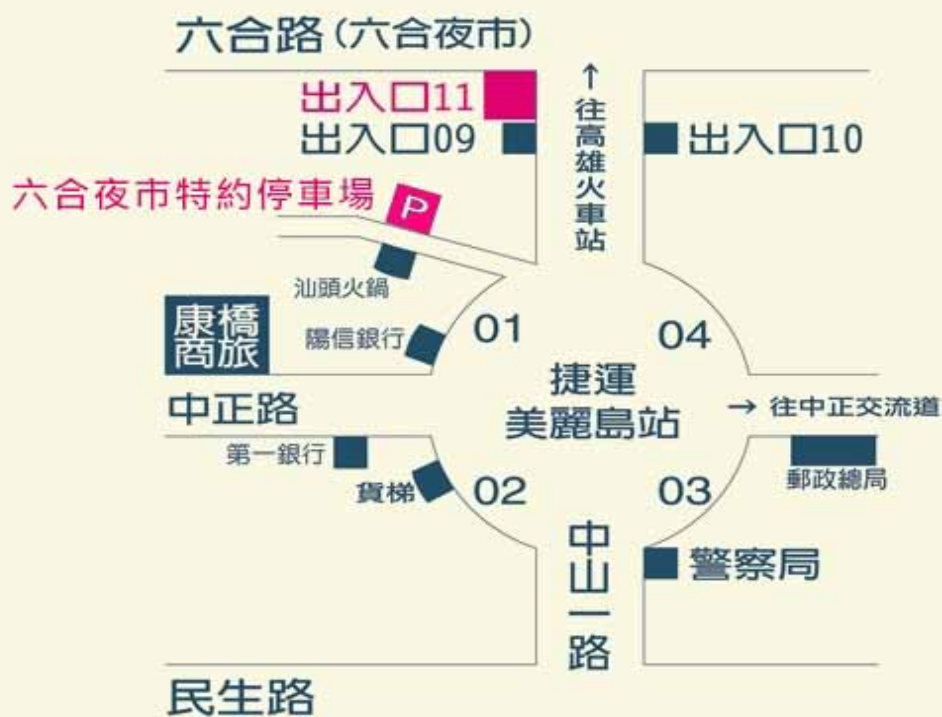 六合路(六合夜市)
出入口11
出入口09
↑往高雄火車站
出入口10
六合夜市特約停車場
P
汕頭火鍋
陽信銀行
01
04
康橋
商旅
捷運
美麗島站
中正路
→ 往中正交流道
第一銀行
貨梯
02
03
郵政總局
中山一路
警察局
民生路